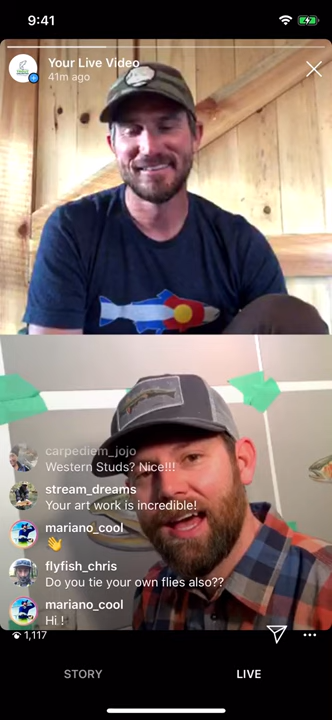 9:41
Your Live Video
41m ago
carpediem_jojo
Western Studs? Nice!!!
stream_dreams
Your art work is incredible!
mariano_cool
👋
flyfish_chris
Do you tie your own flies also??
mariano_cool
Hi !
1,117
STORY
LIVE